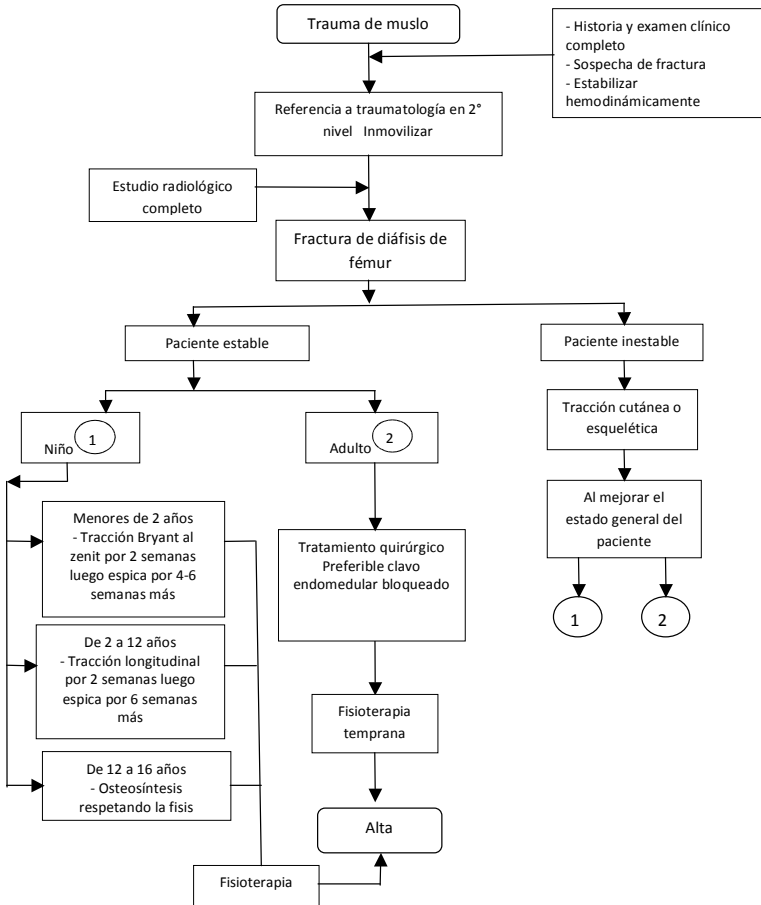 Trauma de muslo
- Historia y examen clínico
completo
- Sospecha de fractura
- Estabilizar
hemodinámicamente
Referencia a traumatología en 2°
nivel Inmovilizar
Estudio radiológico
completo
Fractura de diáfisis de
fémur
Paciente estable
Paciente inestable
Niño 1
Adulto 2
Tracción cutánea o
esquelética
Menores de 2 años
- Tracción Bryant al
zenit por 2 semanas
luego espica por 4-6
semanas más
Tratamiento quirúrgico
Preferible clavo
endomedular bloqueado
Al mejorar el
estado general del
paciente
1
2
De 2 a 12 años
- Tracción longitudinal
por 2 semanas luego
espica por 6 semanas
más
Fisioterapia
temprana
De 12 a 16 años
- Osteosíntesis
respetando la fisis
Alta
Fisioterapia